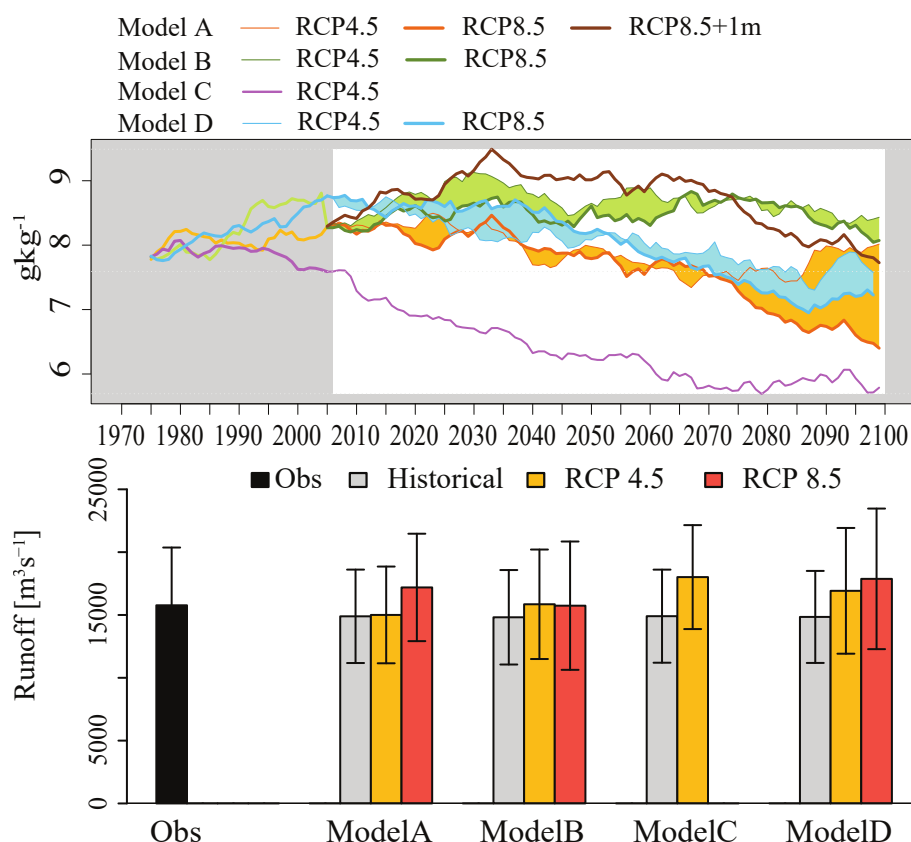 Model A RCP4.5 RCP8.5 RCP8.5+1m
Model B RCP4.5 RCP8.5
Model C RCP4.5
Model D RCP4.5 RCP8.5
gkg⁻¹
9
8
7
6
1970 1980 1990 2000 2010 2020 2030 2040 2050 2060 2070 2080 2090 2100
Obs Historical RCP 4.5 RCP 8.5
Runoff [m³s⁻¹]
25000
15000
5000
0
Obs ModelA ModelB ModelC ModelD